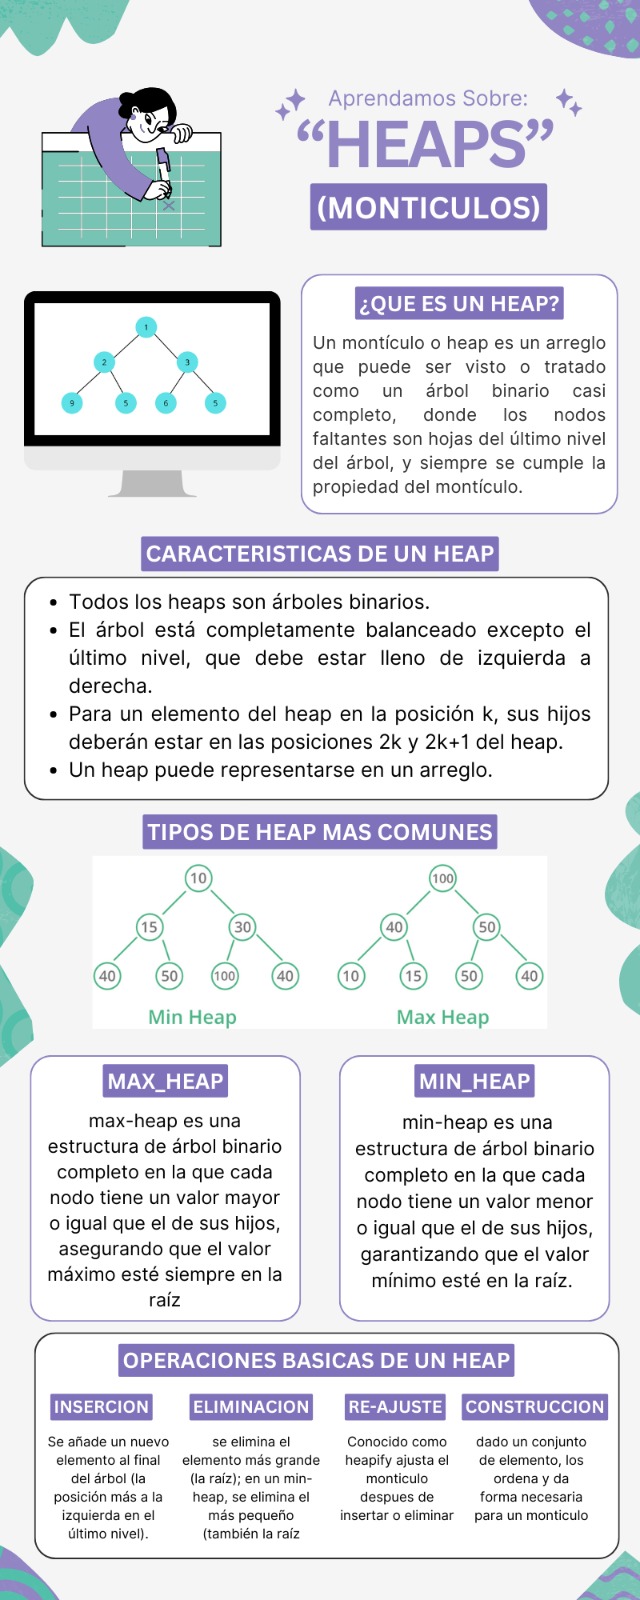 Aprendamos Sobre:
“HEAPS”
(MONTICULOS)
1
2 3
9 5 6 5
¿QUE ES UN HEAP?
Un montículo o heap es un arreglo
que puede ser visto o tratado
como un árbol binario casi
completo, donde los nodos
faltantes son hojas del último nivel
del árbol, y siempre se cumple la
propiedad del montículo.
CARACTERISTICAS DE UN HEAP
• Todos los heaps son árboles binarios.
• El árbol está completamente balanceado excepto el
último nivel, que debe estar lleno de izquierda a
derecha.
• Para un elemento del heap en la posición k, sus hijos
deberán estar en las posiciones 2k y 2k+1 del heap.
• Un heap puede representarse en un arreglo.
TIPOS DE HEAP MAS COMUNES
10
15 30
40 50 100 40
Min Heap
100
40 50
10 15 50 40
Max Heap
MAX_HEAP
max-heap es una
estructura de árbol binario
completo en la que cada
nodo tiene un valor mayor
o igual que el de sus hijos,
asegurando que el valor
máximo esté siempre en la
raíz
MIN_HEAP
min-heap es una
estructura de árbol binario
completo en la que cada
nodo tiene un valor menor
o igual que el de sus hijos,
garantizando que el valor
mínimo esté en la raíz.
OPERACIONES BASICAS DE UN HEAP
INSERCION
Se añade un nuevo
elemento al final
del árbol (la
posición más a la
izquierda en el
último nivel).
ELIMINACION
se elimina el
elemento más grande
(la raíz); en un min-
heap, se elimina el
más pequeño
(también la raíz
RE-AJUSTE
Conocido como
heapify ajusta el
monticulo
despues de
insertar o eliminar
CONSTRUCCION
dado un conjunto
de elemento, los
ordena y da
forma necesaria
para un monticulo